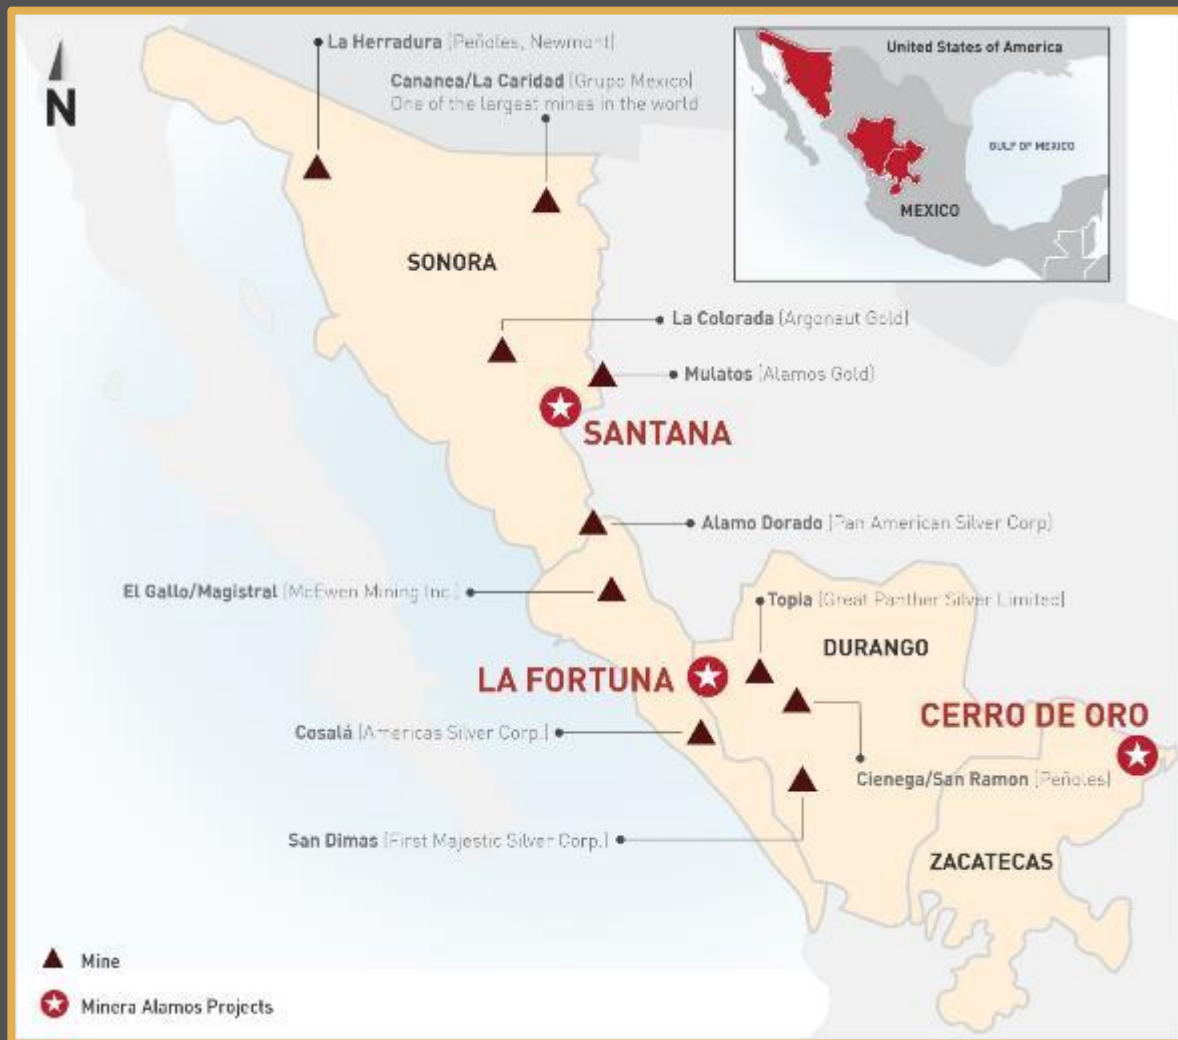 La Herradura (Peñoles, Newmont)
Cananea/La Caridad (Grupo Mexico)
One of the largest mines in the world
N
United States of America
GULF OF MEXICO
MEXICO
SONORA
La Colorada (Argonaut Gold)
Mulatos (Alamos Gold)
SANTANA
Alamo Dorado (Pan American Silver Corp)
El Gallo/Magistral (McEwen Mining Inc.)
Topia (Great Panther Silver Limited)
DURANGO
LA FORTUNA
CERRO DE ORO
Cosalá (Americas Silver Corp.)
Cienega/San Ramon (Peñoles)
San Dimas (First Majestic Silver Corp.)
ZACATECAS
Mine
Minera Alamos Projects